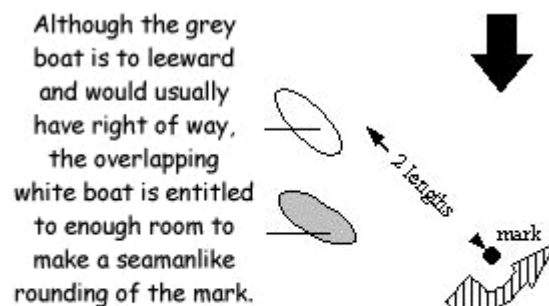 Although the grey
boat is to leeward
and would usually
have right of way,
the overlapping
white boat is entitled
to enough room to
make a seamanlike
rounding of the mark.
2 lengths
mark